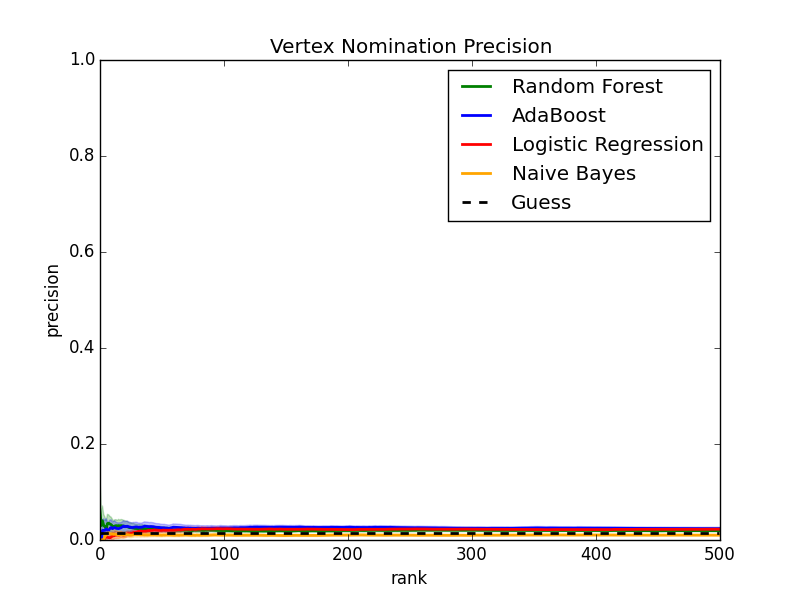 Vertex Nomination Precision
1.0
0.8
0.6
0.4
0.2
0.0
precision
Random Forest
AdaBoost
Logistic Regression
Naive Bayes
Guess
0 100 200 300 400 500
rank